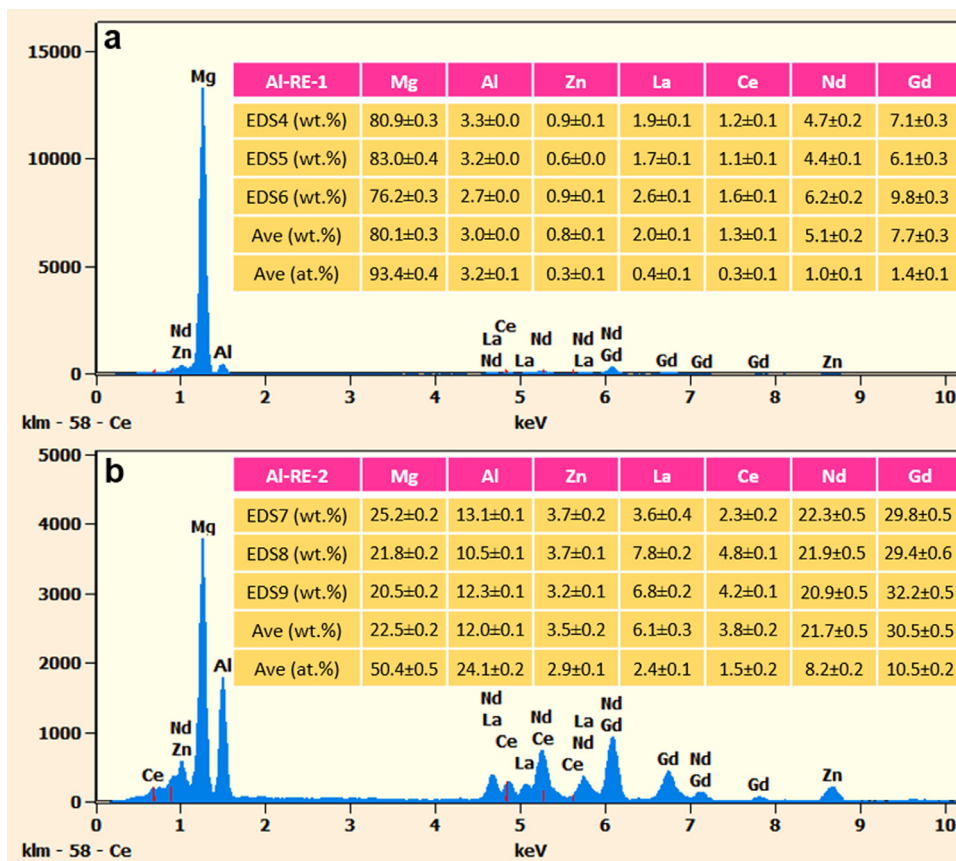 a
15000
10000
5000
0
Mg
Al-RE-1 Mg Al Zn La Ce Nd Gd
EDS4 (wt.%) 80.9±0.3 3.3±0.0 0.9±0.1 1.9±0.1 1.2±0.1 4.7±0.2 7.1±0.3
EDS5 (wt.%) 83.0±0.4 3.2±0.0 0.6±0.0 1.7±0.1 1.1±0.1 4.4±0.1 6.1±0.3
EDS6 (wt.%) 76.2±0.3 2.7±0.0 0.9±0.1 2.6±0.1 1.6±0.1 6.2±0.2 9.8±0.3
Ave (wt.%) 80.1±0.3 3.0±0.0 0.8±0.1 2.0±0.1 1.3±0.1 5.1±0.2 7.7±0.3
Ave (at.%) 93.4±0.4 3.2±0.1 0.3±0.1 0.4±0.1 0.3±0.1 1.0±0.1 1.4±0.1
Nd Ce Nd
Zn Al La Nd Nd Gd
Nd La La Gd Gd Gd Zn
0 1 2 3 4 5 6 7 8 9 10
klm - 58 - Ce keV
b
5000
4000
3000
2000
1000
0
Mg
Al-RE-2 Mg Al Zn La Ce Nd Gd
EDS7 (wt.%) 25.2±0.2 13.1±0.1 3.7±0.2 3.6±0.4 2.3±0.2 22.3±0.5 29.8±0.5
EDS8 (wt.%) 21.8±0.2 10.5±0.1 3.7±0.1 7.8±0.2 4.8±0.1 21.9±0.5 29.4±0.6
EDS9 (wt.%) 20.5±0.2 12.3±0.1 3.2±0.1 6.8±0.2 4.2±0.1 20.9±0.5 32.2±0.5
Ave (wt.%) 22.5±0.2 12.0±0.1 3.5±0.2 6.1±0.3 3.8±0.2 21.7±0.5 30.5±0.5
Ave (at.%) 50.4±0.5 24.1±0.2 2.9±0.1 2.4±0.1 1.5±0.2 8.2±0.2 10.5±0.2
Al
Nd Nd Nd
Nd La Nd La Gd
Zn Ce Ce Nd Nd
Ce La Ce Gd Gd Gd Zn
0 1 2 3 4 5 6 7 8 9 10
klm - 58 - Ce keV